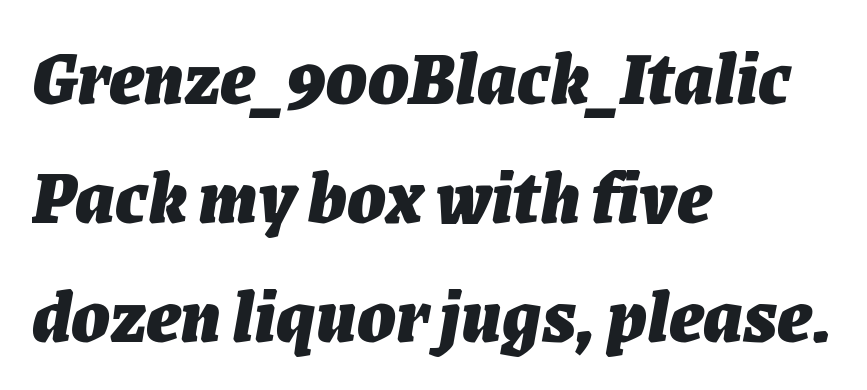 Grenze_900Black_Italic
Pack my box with five
dozen liquor jugs, please.